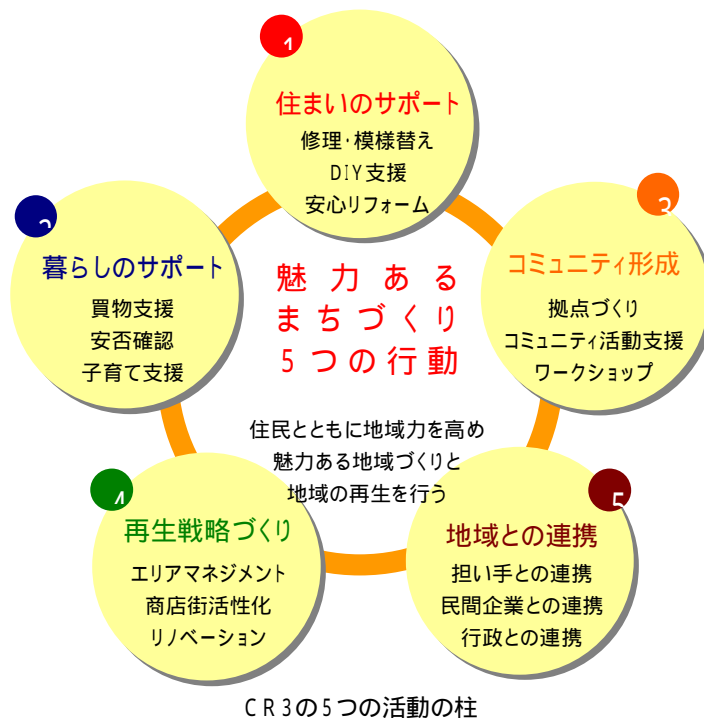 1
住まいのサポート
修理・模様替え
DIY支援
安心リフォーム
2
暮らしのサポート
買物支援
安否確認
子育て支援
3
コミュニティ形成
拠点づくり
コミュニティ活動支援
ワークショップ
魅力ある
まちづくり
5つの行動
住民とともに地域力を高め
魅力ある地域づくりと
地域の再生を行う
4
再生戦略づくり
エリアマネジメント
商店街活性化
リノベーション
5
地域との連携
担い手との連携
民間企業との連携
行政との連携
CR3の5つの活動の柱